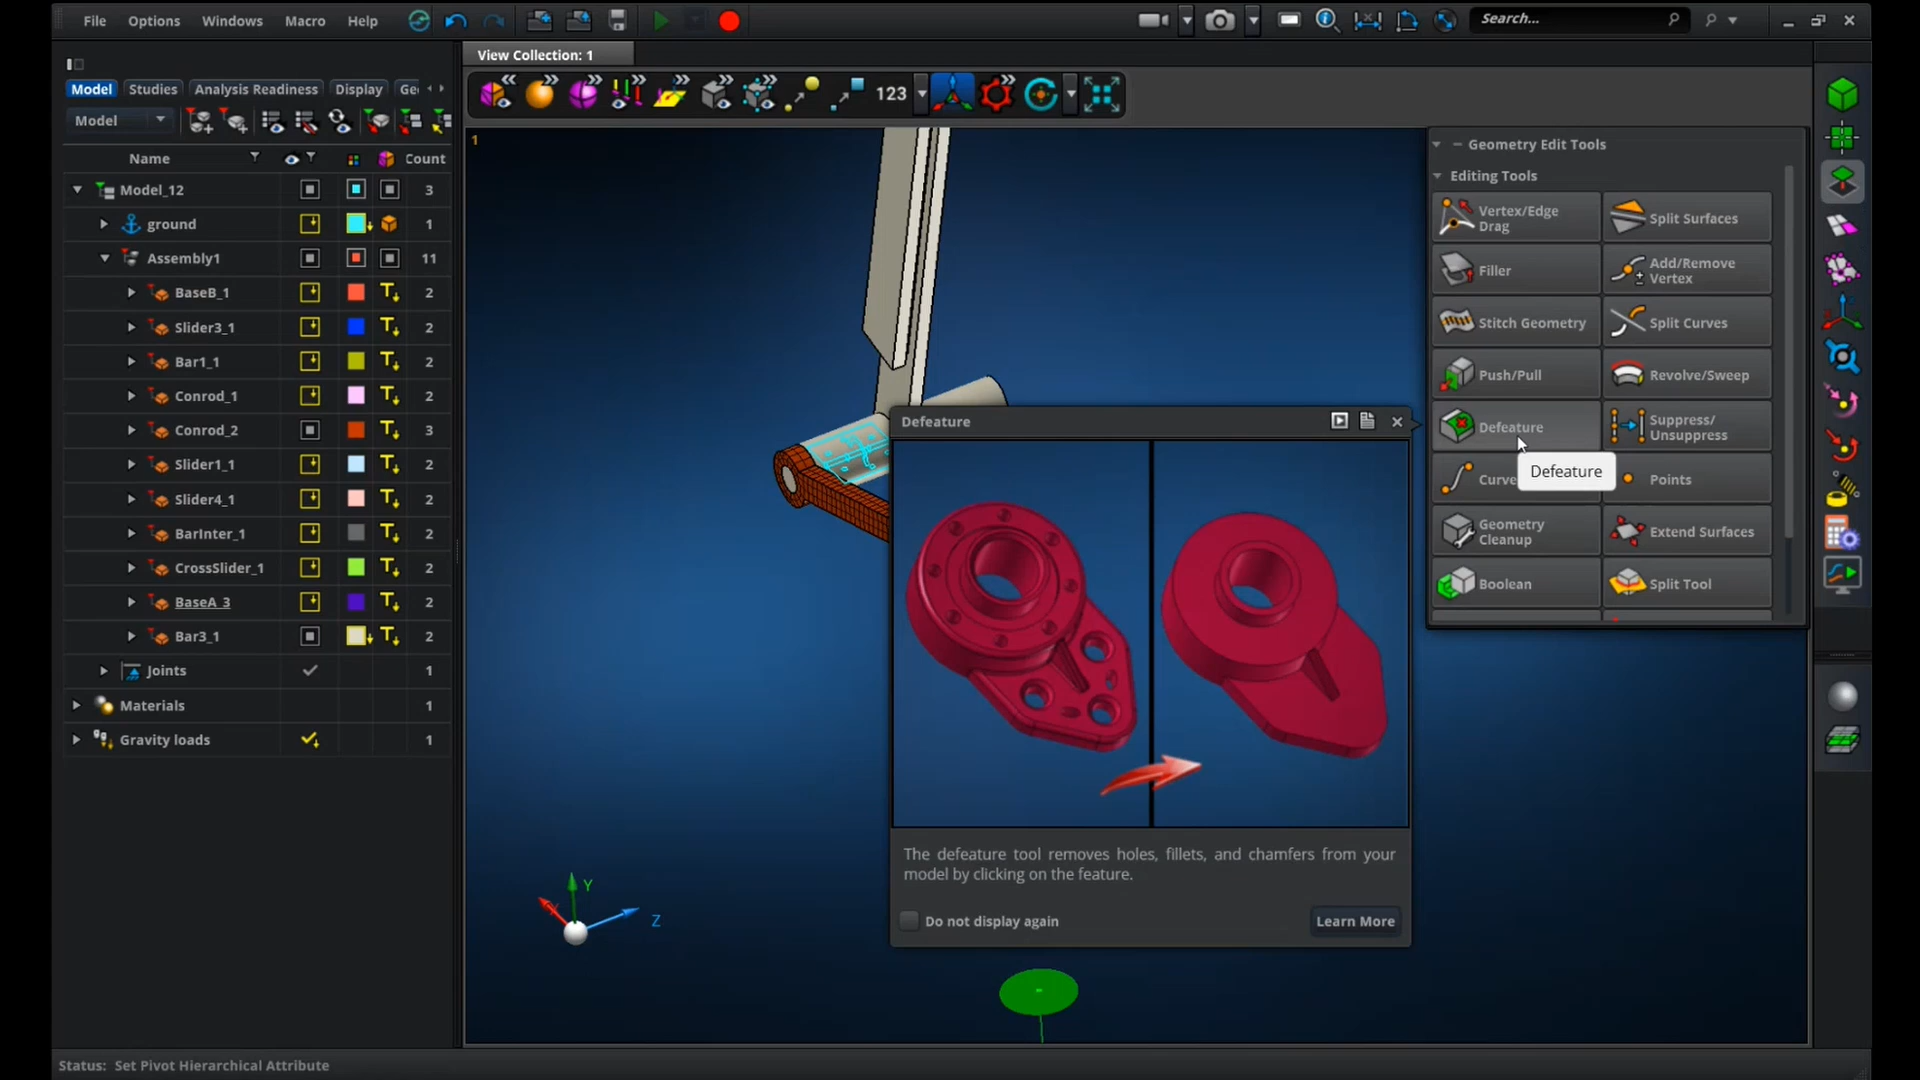 File Options Windows Macro Help Search...
View Collection: 1
Model Studies Analysis Readiness Display Ge
Model
123
Name Count
1
Model_12 3
ground 1
Assembly1 11
BaseB_1 2
Slider3_1 2
Bar1_1 2
Conrod_1 2
Conrod_2 3
Slider1_1 2
Slider4_1 2
BarInter_1 2
CrossSlider_1 2
BaseA_3 2
Bar3_1 2
Joints 1
Materials 1
Gravity loads 1
Geometry Edit Tools
Editing Tools
Vertex/Edge
Drag
Split Surfaces
Filler
Add/Remove
Vertex
Stitch Geometry
Split Curves
Push/Pull
Revolve/Sweep
Defeature
Suppress/
Unsuppress
Curve
Points
Defeature
Geometry
Cleanup
Extend Surfaces
Boolean
Split Tool
Defeature
The defeature tool removes holes, fillets, and chamfers from your
model by clicking on the feature.
Do not display again
Learn More
Y
Z
Status: Set Pivot Hierarchical Attribute